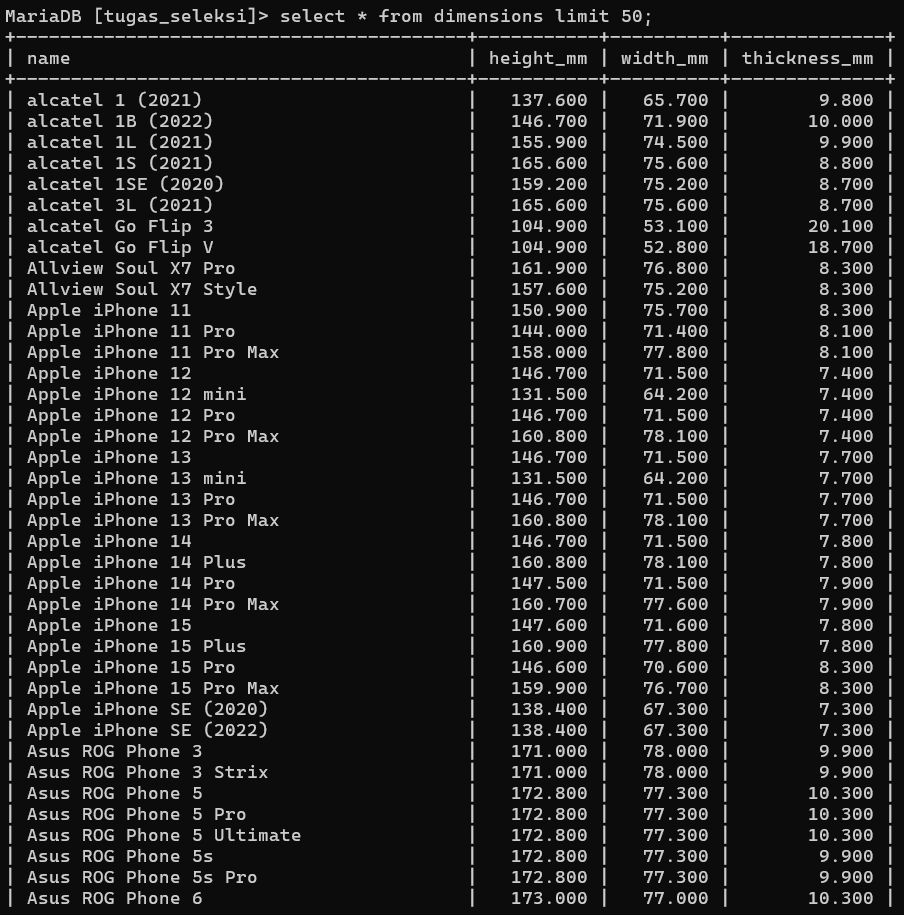 MariaDB [tugas_seleksi]> select * from dimensions limit 50;
+-----------------------------------------+-----------+----------+--------------+
| name                                    | height_mm | width_mm | thickness_mm |
+-----------------------------------------+-----------+----------+--------------+
| alcatel 1 (2021)                        |   137.600 |   65.700 |        9.800 |
| alcatel 1B (2022)                       |   146.700 |   71.900 |       10.000 |
| alcatel 1L (2021)                       |   155.900 |   74.500 |        9.900 |
| alcatel 1S (2021)                       |   165.600 |   75.600 |        8.800 |
| alcatel 1SE (2020)                      |   159.200 |   75.200 |        8.700 |
| alcatel 3L (2021)                       |   165.600 |   75.600 |        8.700 |
| alcatel Go Flip 3                       |   104.900 |   53.100 |       20.100 |
| alcatel Go Flip V                       |   104.900 |   52.800 |       18.700 |
| Allview Soul X7 Pro                     |   161.900 |   76.800 |        8.300 |
| Allview Soul X7 Style                   |   157.600 |   75.200 |        8.300 |
| Apple iPhone 11                         |   150.900 |   75.700 |        8.300 |
| Apple iPhone 11 Pro                     |   144.000 |   71.400 |        8.100 |
| Apple iPhone 11 Pro Max                 |   158.000 |   77.800 |        8.100 |
| Apple iPhone 12                         |   146.700 |   71.500 |        7.400 |
| Apple iPhone 12 mini                    |   131.500 |   64.200 |        7.400 |
| Apple iPhone 12 Pro                     |   146.700 |   71.500 |        7.400 |
| Apple iPhone 12 Pro Max                 |   160.800 |   78.100 |        7.400 |
| Apple iPhone 13                         |   146.700 |   71.500 |        7.700 |
| Apple iPhone 13 mini                    |   131.500 |   64.200 |        7.700 |
| Apple iPhone 13 Pro                     |   146.700 |   71.500 |        7.700 |
| Apple iPhone 13 Pro Max                 |   160.800 |   78.100 |        7.700 |
| Apple iPhone 14                         |   146.700 |   71.500 |        7.800 |
| Apple iPhone 14 Plus                    |   160.800 |   78.100 |        7.800 |
| Apple iPhone 14 Pro                     |   147.500 |   71.500 |        7.900 |
| Apple iPhone 14 Pro Max                 |   160.700 |   77.600 |        7.900 |
| Apple iPhone 15                         |   147.600 |   71.600 |        7.800 |
| Apple iPhone 15 Plus                    |   160.900 |   77.800 |        7.800 |
| Apple iPhone 15 Pro                     |   146.600 |   70.600 |        8.300 |
| Apple iPhone 15 Pro Max                 |   159.900 |   76.700 |        8.300 |
| Apple iPhone SE (2020)                  |   138.400 |   67.300 |        7.300 |
| Apple iPhone SE (2022)                  |   138.400 |   67.300 |        7.300 |
| Asus ROG Phone 3                        |   171.000 |   78.000 |        9.900 |
| Asus ROG Phone 3 Strix                  |   171.000 |   78.000 |        9.900 |
| Asus ROG Phone 5                        |   172.800 |   77.300 |       10.300 |
| Asus ROG Phone 5 Pro                    |   172.800 |   77.300 |       10.300 |
| Asus ROG Phone 5 Ultimate               |   172.800 |   77.300 |       10.300 |
| Asus ROG Phone 5s                       |   172.800 |   77.300 |        9.900 |
| Asus ROG Phone 5s Pro                   |   172.800 |   77.300 |        9.900 |
| Asus ROG Phone 6                        |   173.000 |   77.000 |       10.300 |